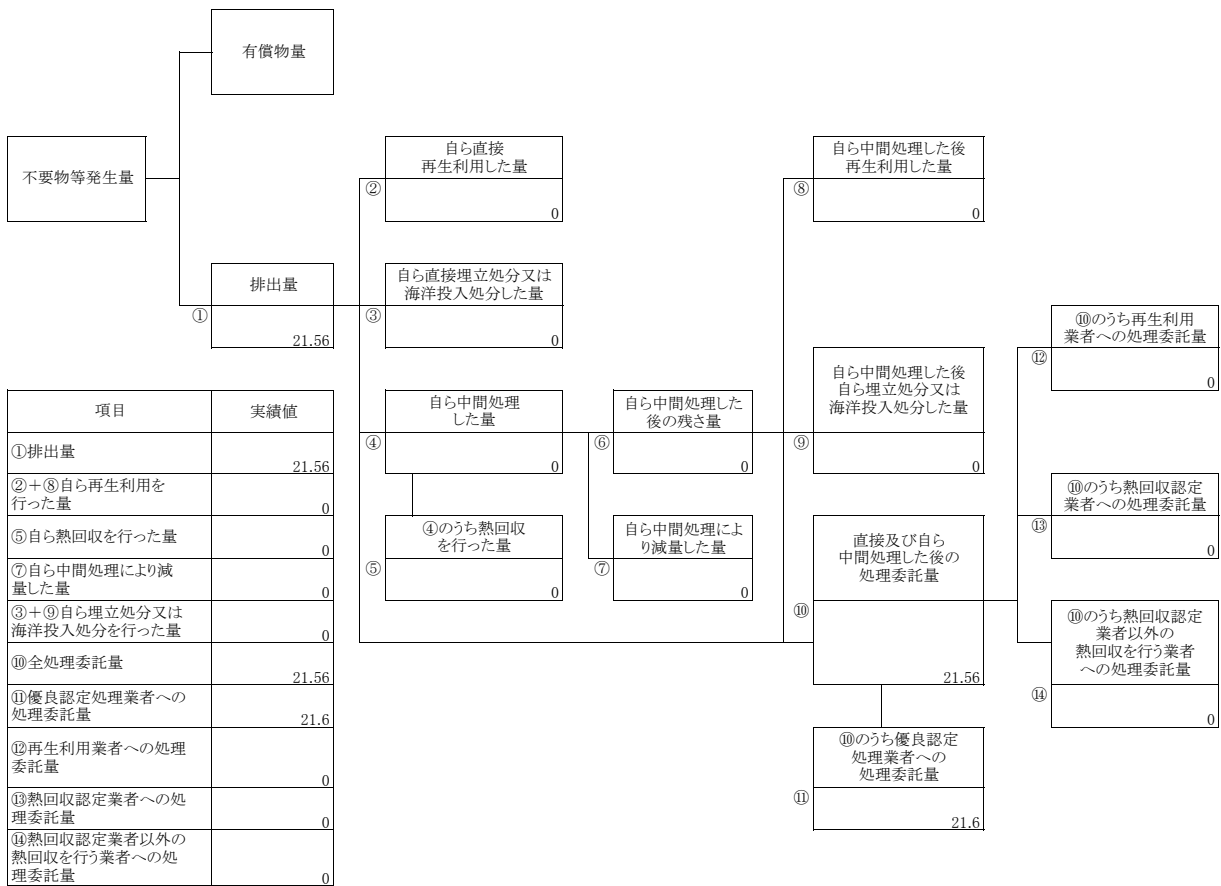 有償物量
不要物等発生量
自ら直接
再生利用した量
②
0
自ら中間処理した後
再生利用した量
⑧
0
排出量
①
21.56
自ら直接埋立処分又は
海洋投入処分した量
③
0
⑩のうち再生利用
業者への処理委託量
⑫
0
自ら中間処理
した量
④
0
自ら中間処理した
後の残さ量
⑥
0
自ら中間処理した後
自ら埋立処分又は
海洋投入処分した量
⑨
0
⑩のうち熱回収認定
業者への処理委託量
⑬
0
④のうち熱回収
を行った量
⑤
0
自ら中間処理によ
り減量した量
⑦
0
直接及び自ら
中間処理した後の
処理委託量
⑩
21.56
⑩のうち熱回収認定
業者以外の
熱回収を行う業者
への処理委託量
⑭
0
⑩のうち優良認定
処理業者への
処理委託量
⑪
21.6
項目 実績値
①排出量
21.56
②+⑧自ら再生利用を
行った量
0
⑤自ら熱回収を行った量
0
⑦自ら中間処理により減
量した量
0
③+⑨自ら埋立処分又は
海洋投入処分を行った量
0
⑩全処理委託量
21.56
⑪優良認定処理業者への
処理委託量
21.6
⑫再生利用業者への処理
委託量
0
⑬熱回収認定業者への処
理委託量
0
⑭熱回収認定業者以外の
熱回収を行う業者への処
理委託量
0